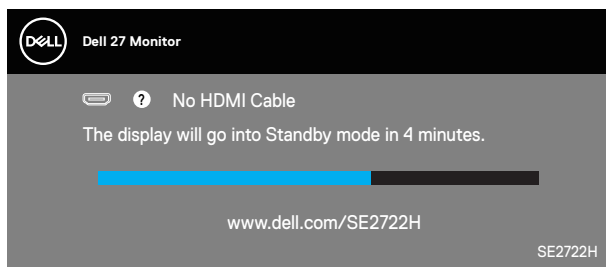 DELL
Dell 27 Monitor
? No HDMI Cable
The display will go into Standby mode in 4 minutes.
www.dell.com/SE2722H
SE2722H